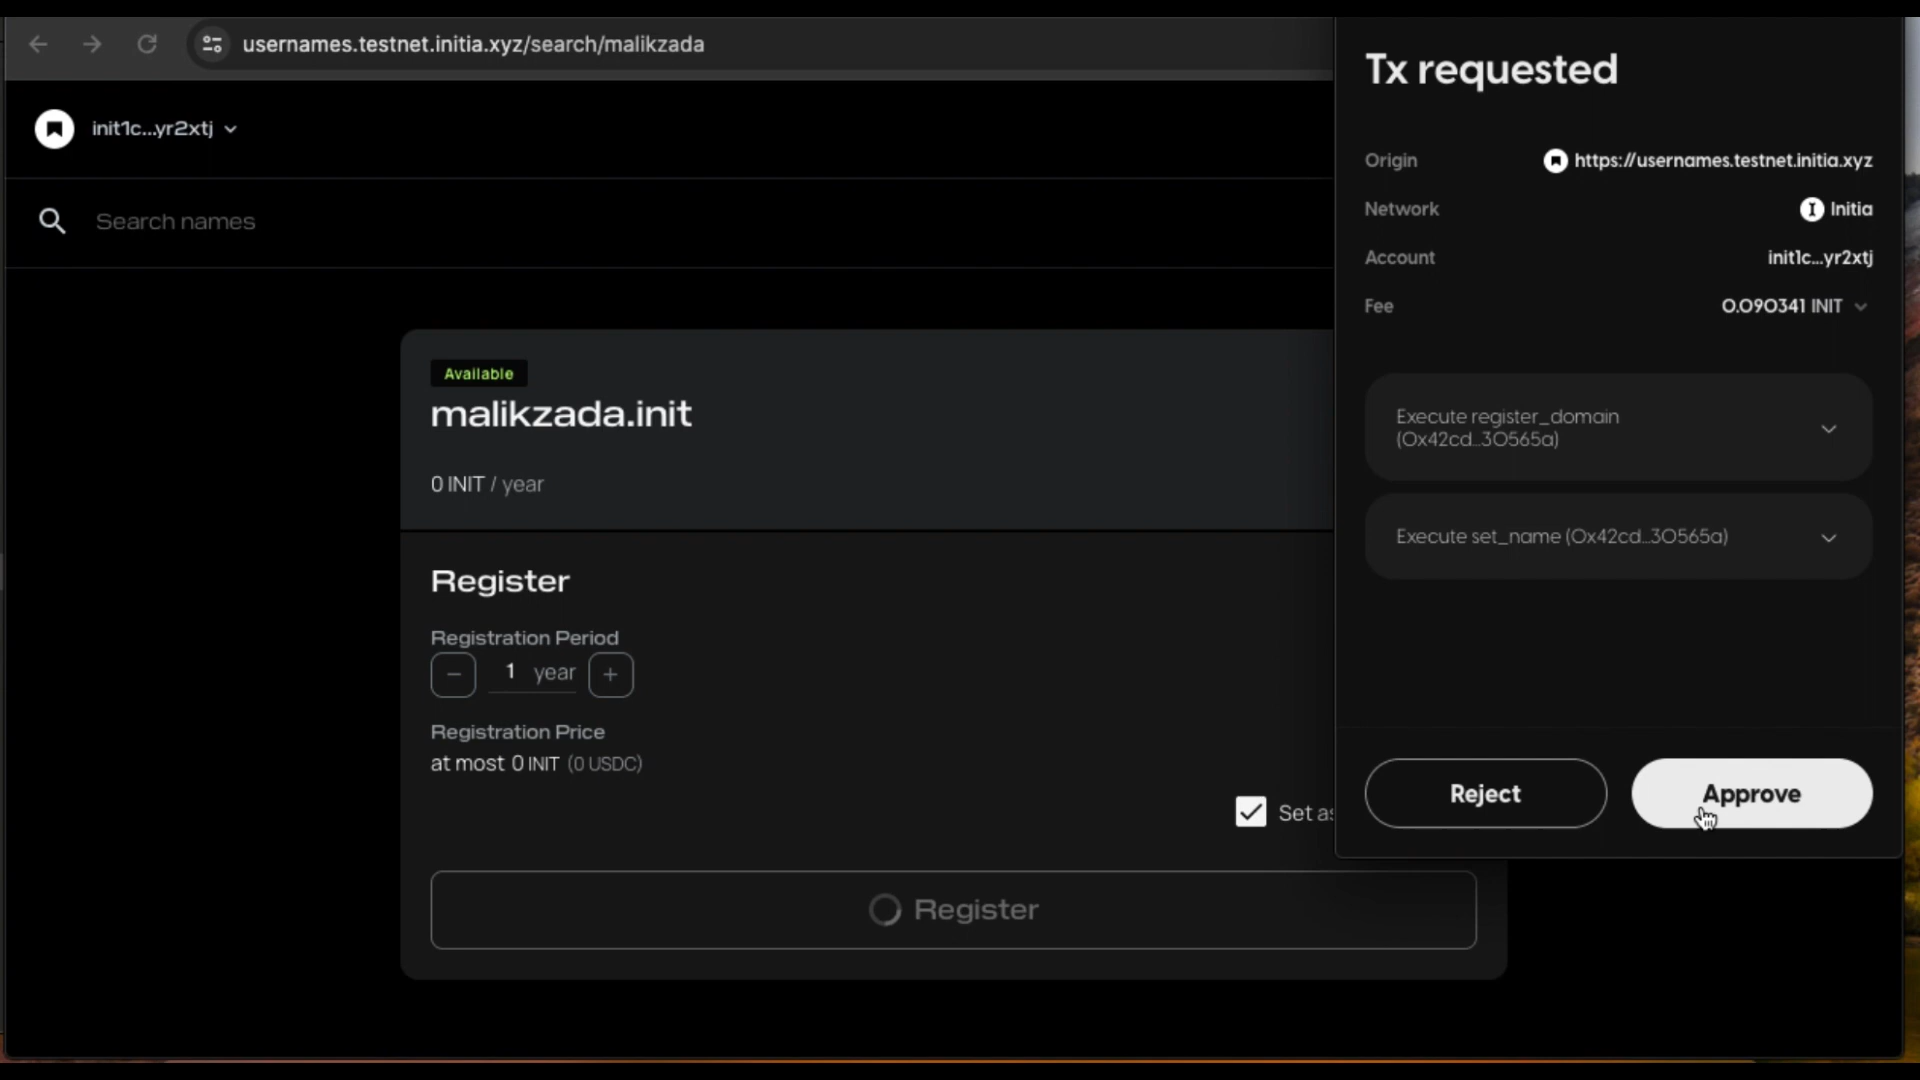 usernames.testnet.initia.xyz/search/malikzada
init1c...yr2xtj
Search names
Available
malikzada.init
0 INIT / year
Register
Registration Period
− 1 year +
Registration Price
at most 0 INIT (0 USDC)
Set as
Register
Tx requested
Origin https://usernames.testnet.initia.xyz
Network Initia
Account init1c...yr2xtj
Fee 0.090341 INIT
Execute register_domain
(0x42cd...30565a)
Execute set_name (0x42cd...30565a)
Reject Approve